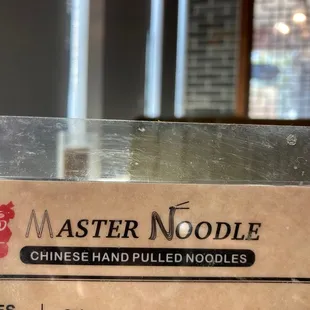 MASTER NOODLE
CHINESE HAND PULLED NOODLES